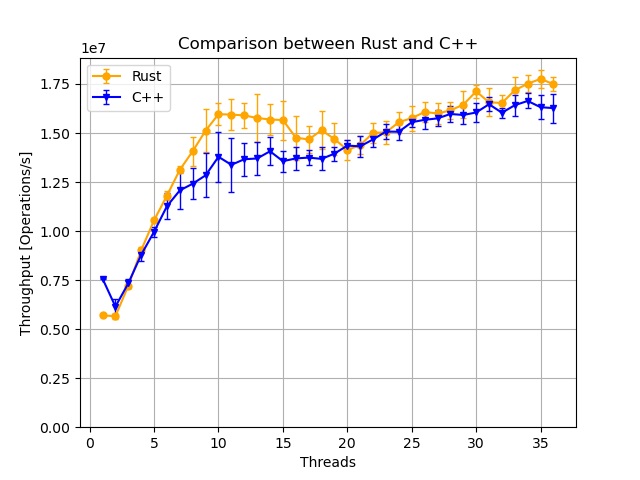 Comparison between Rust and C++
1e7
Rust
C++
1.75
1.50
1.25
1.00
0.75
0.50
0.25
0.00
Throughput [Operations/s]
0 5 10 15 20 25 30 35
Threads